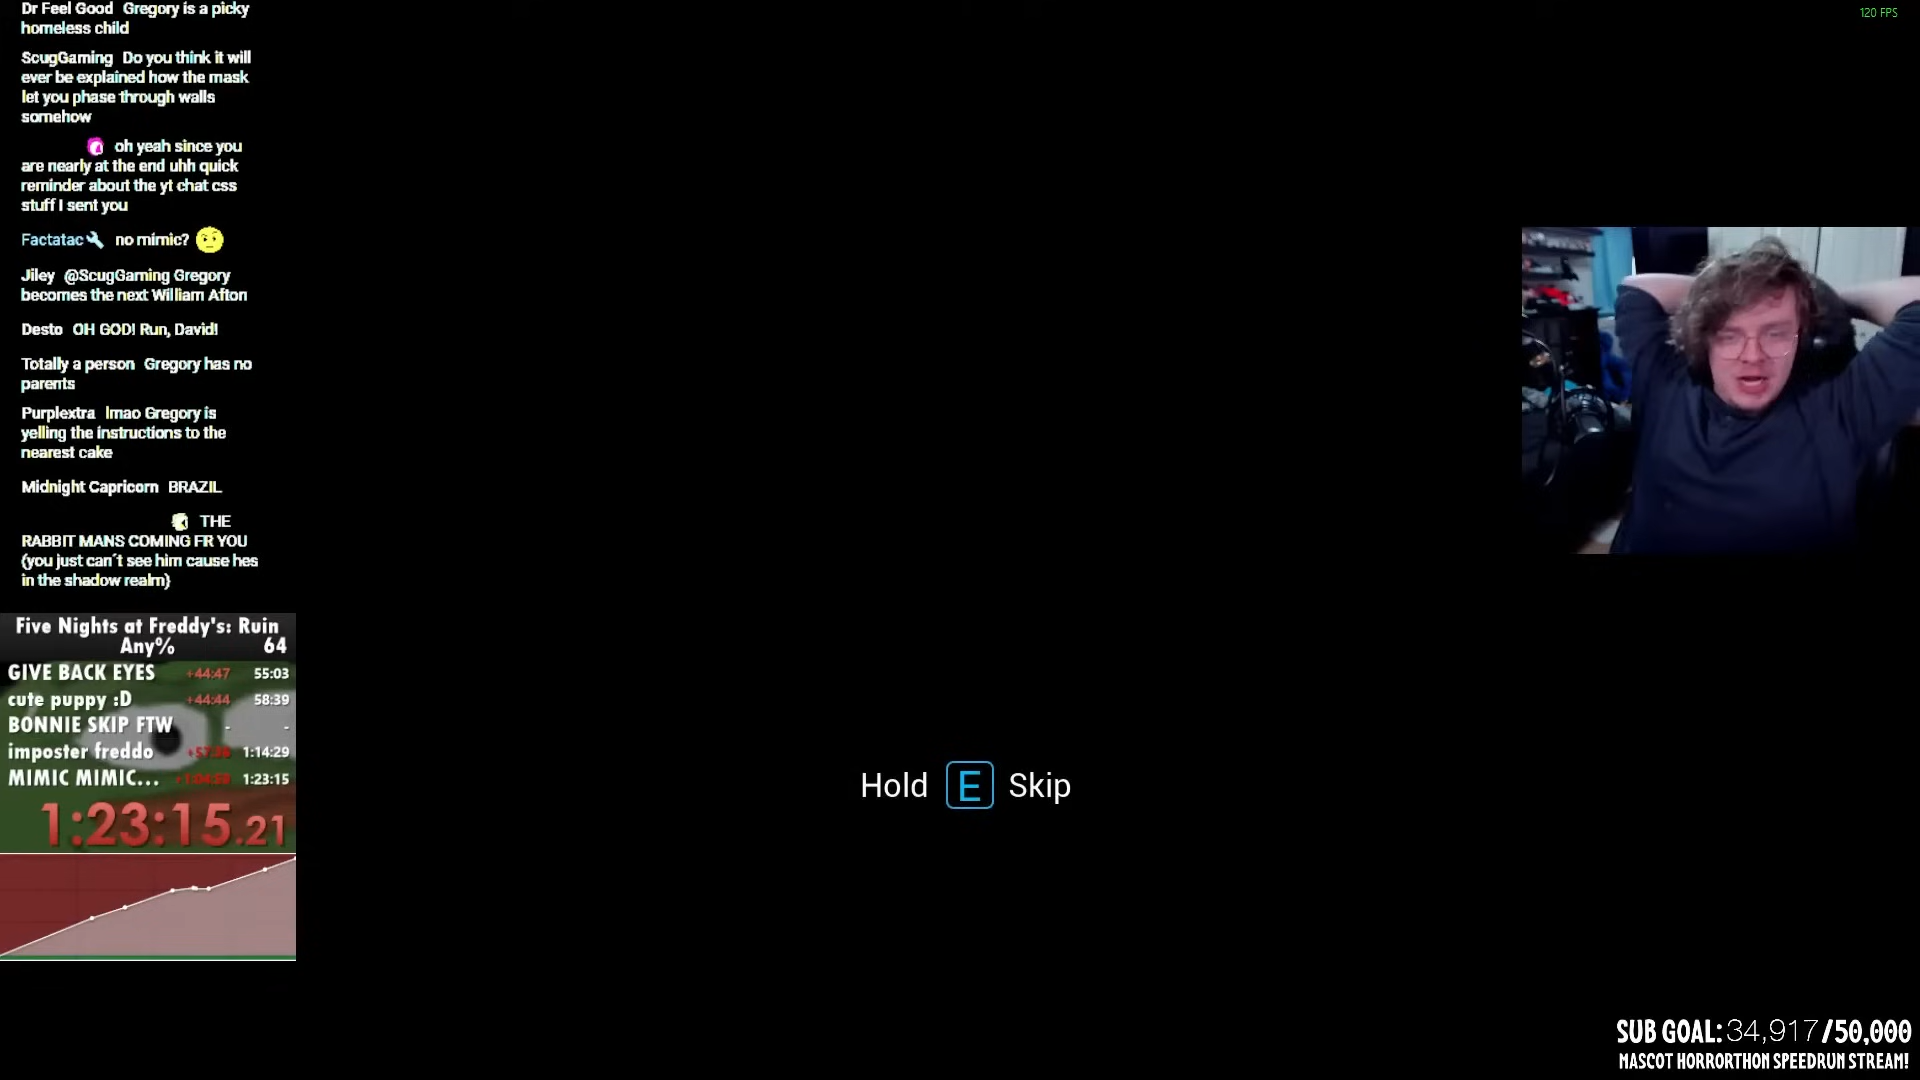 120 FPS
Dr Feel Good Gregory is a picky
homeless child
ScugGaming Do you think it will
ever be explained how the mask
let you phase through walls
somehow
oh yeah since you
are nearly at the end uhh quick
reminder about the yt chat css
stuff I sent you
Factatac no mimic?
Jiley @ScugGaming Gregory
becomes the next William Afton
Desto OH GOD! Run, David!
Totally a person Gregory has no
parents
Purplextra lmao Gregory is
yelling the instructions to the
nearest cake
Midnight Capricorn BRAZIL
THE
RABBIT MANS COMING FR YOU
(you just can´t see him cause hes
in the shadow realm)
Five Nights at Freddy's: Ruin
Any% 64
GIVE BACK EYES +44:47 55:03
cute puppy :D +44:44 58:39
BONNIE SKIP FTW - -
imposter freddo 1:14:29
MIMIC MIMIC... 1:23:15
1:23:15.21
Hold E Skip
SUB GOAL: 34,917/50,000
MASCOT HORRORTHON SPEEDRUN STREAM!